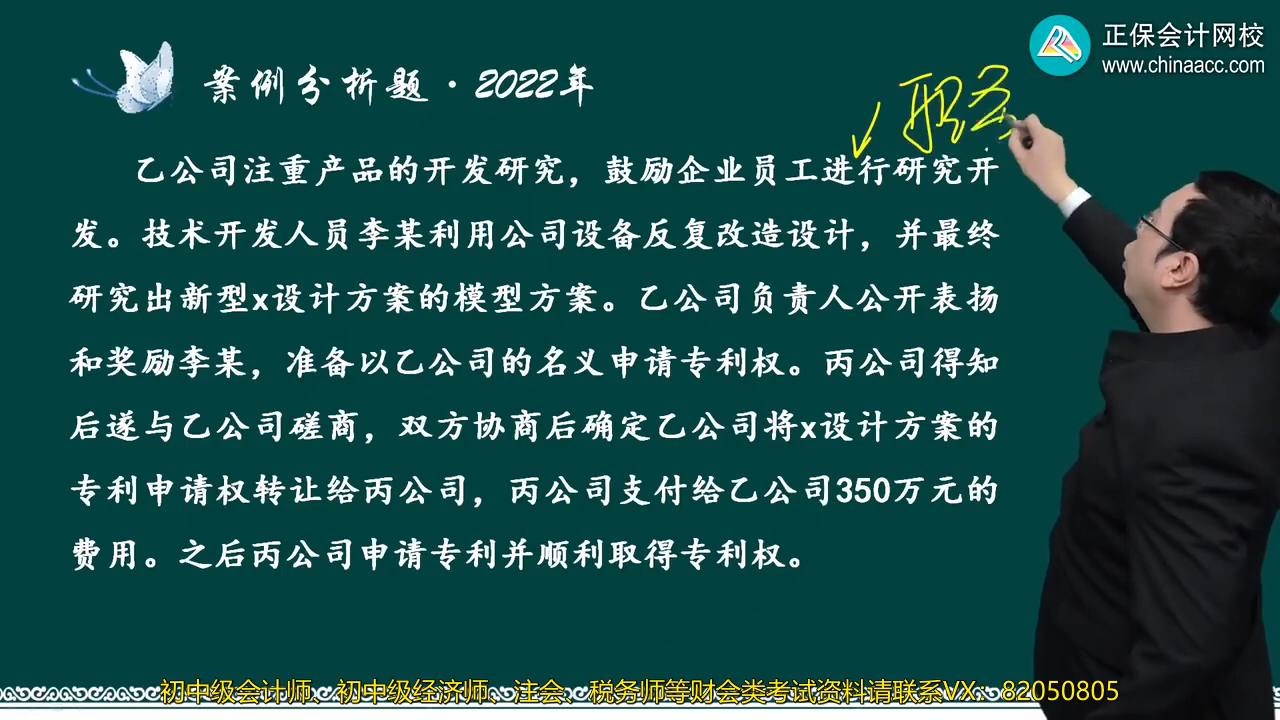 正保会计网校
www.chinaacc.com
案例分析题·2022年
职务
乙公司注重产品的开发研究，鼓励企业员工进行研究开
发。技术开发人员李某利用公司设备反复改造设计，并最终
研究出新型x设计方案的模型方案。乙公司负责人公开表扬
和奖励李某，准备以乙公司的名义申请专利权。丙公司得知
后遂与乙公司磋商，双方协商后确定乙公司将x设计方案的
专利申请权转让给丙公司，丙公司支付给乙公司350万元的
费用。之后丙公司申请专利并顺利取得专利权。
初中级会计师、初中级经济师、注会、税务师等财会类考试资料请联系VX：82050805